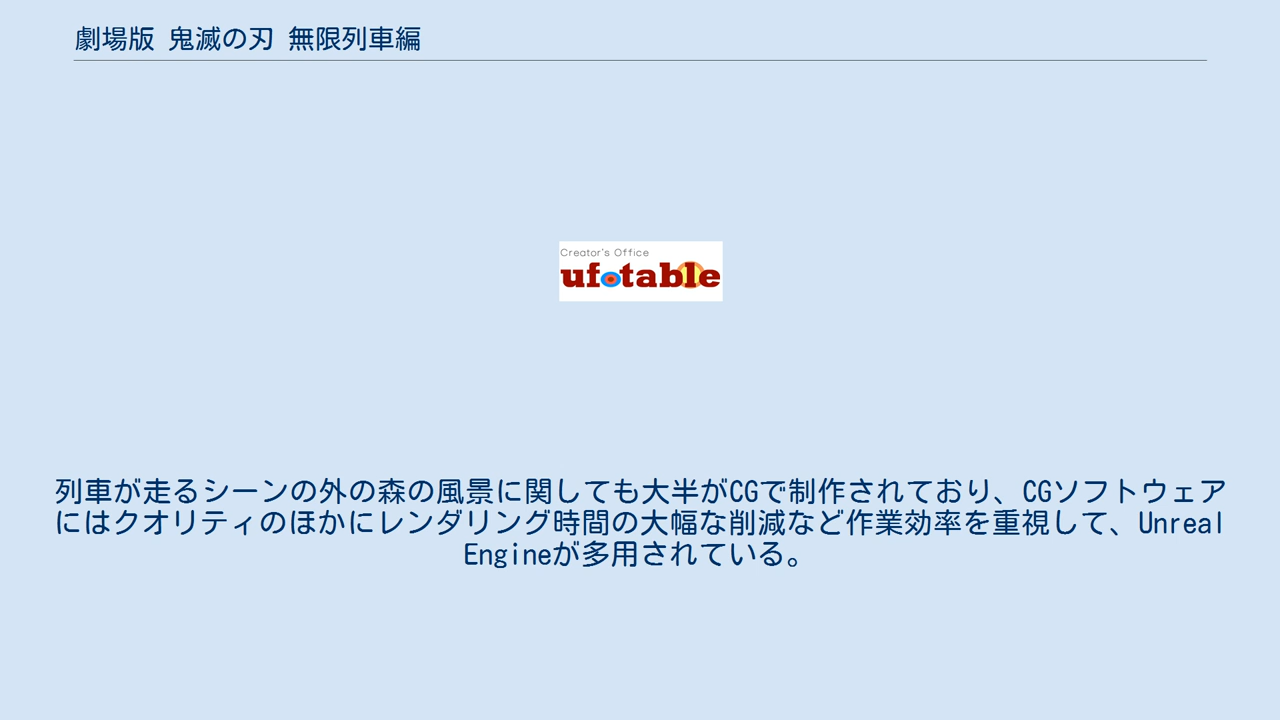 劇場版 鬼滅の刃 無限列車編
Creator's Office
ufotable
列車が走るシーンの外の森の風景に関しても大半がCGで制作されており、CGソフトウェア
にはクオリティのほかにレンダリング時間の大幅な削減など作業効率を重視して、Unreal
Engineが多用されている。